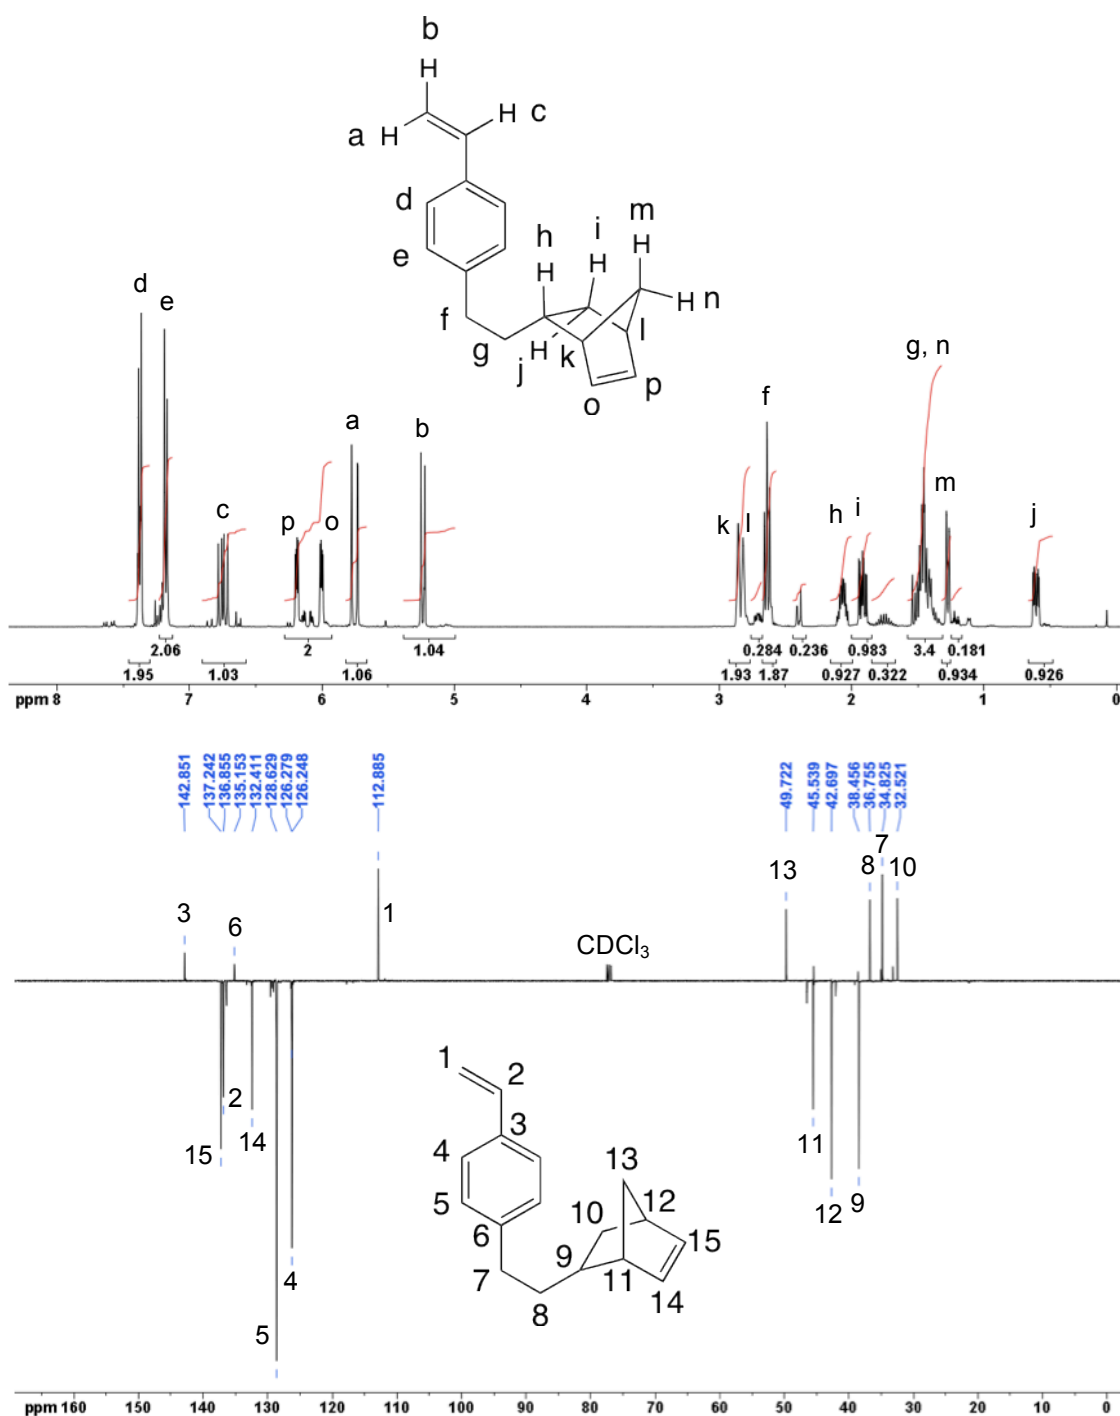 b
H
a H H c
d
e
f
g
h
H
i
H
m
H
H n
H
j
k
l
o
p
d
e
c
p
o
a
b
k
l
f
h
i
g, n
m
j
2.06 2 1.04 0.284 0.236 0.983 3.4 0.181
1.95 1.03 1.06 1.93 1.87 0.927 0.322 0.934 0.926
ppm 8 7 6 5 4 3 2 1 0
142.851
137.242
136.855
135.153
132.411
128.629
126.279
126.248
112.885
49.722
45.539
42.697
38.456
36.755
34.825
32.521
3
6
1
CDCl3
13
8
7
10
15
2
14
5
4
11
12
9
1
2
3
4
5
6
7
8
9
10
11
12
13
14
15
ppm 160 140 130 120 110 100 90 80 70 60 50 40 30 20 10 0